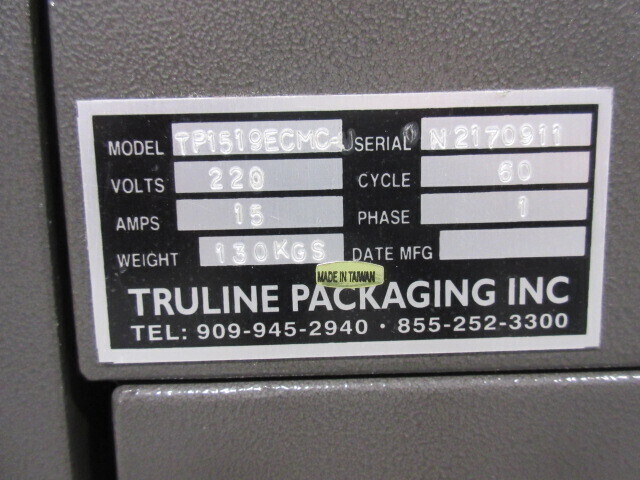 MODEL TP1519ECMC-U SERIAL N2170911
VOLTS 220 CYCLE 60
AMPS 15 PHASE 1
WEIGHT 130KGS DATE MFG
MADE IN TAIWAN
TRULINE PACKAGING INC
TEL: 909-945-2940 · 855-252-3300